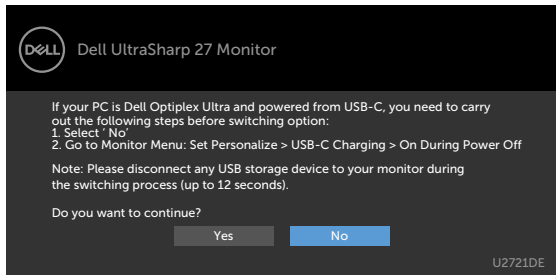 DELL
Dell UltraSharp 27 Monitor
If your PC is Dell Optiplex Ultra and powered from USB-C, you need to carry
out the following steps before switching option:
1. Select ‘ No’
2. Go to Monitor Menu: Set Personalize > USB-C Charging > On During Power Off
Note: Please disconnect any USB storage device to your monitor during
the switching process (up to 12 seconds).
Do you want to continue?
Yes
No
U2721DE